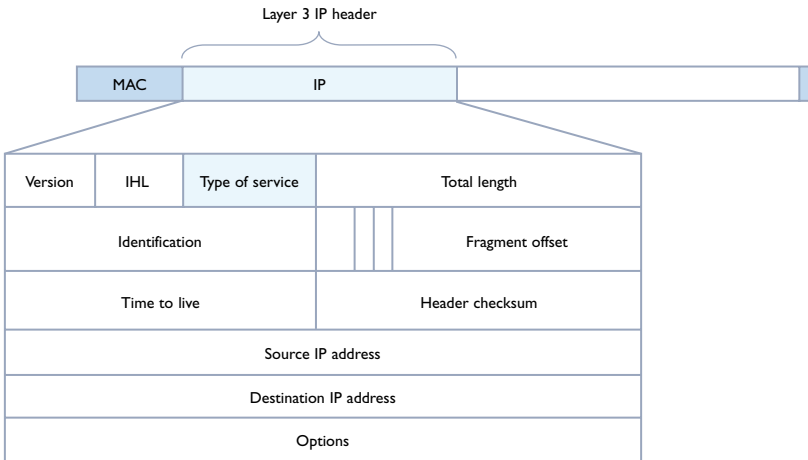 Layer 3 IP header
MAC
IP
Version
IHL
Type of service
Total length
Identification
Fragment offset
Time to live
Header checksum
Source IP address
Destination IP address
Options